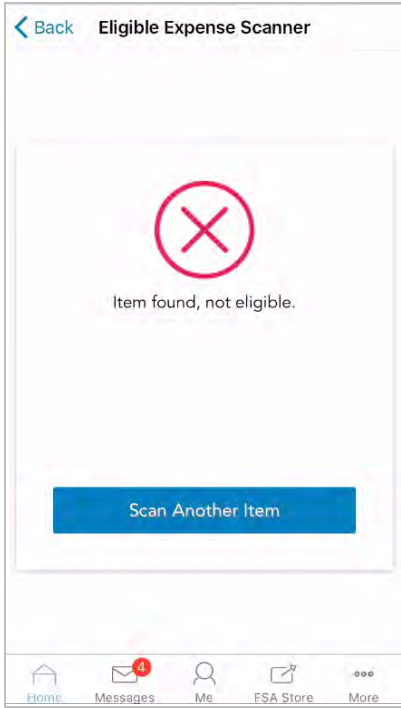 Back Eligible Expense Scanner
Item found, not eligible.
Scan Another Item
4
Home Messages Me FSA Store More